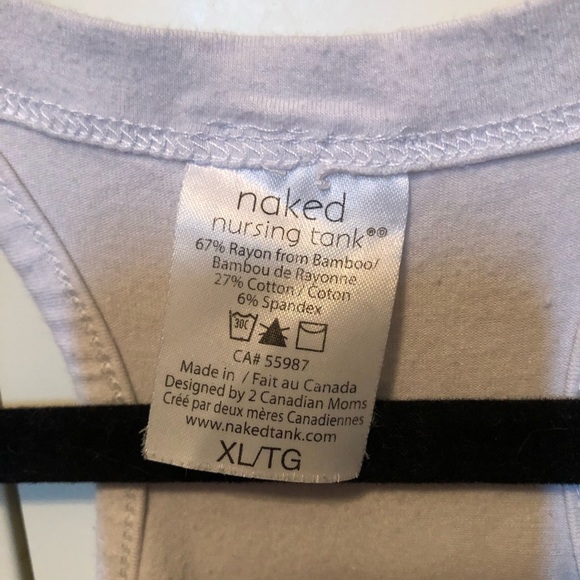 naked
nursing tank®©
67% Rayon from Bamboo/
Bambou de Rayonne
27% Cotton / Coton
6% Spandex
30C
CA# 55987
Made in / Fait au Canada
Designed by 2 Canadian Moms
Créé par deux mères Canadiennes
www.nakedtank.com
XL/TG